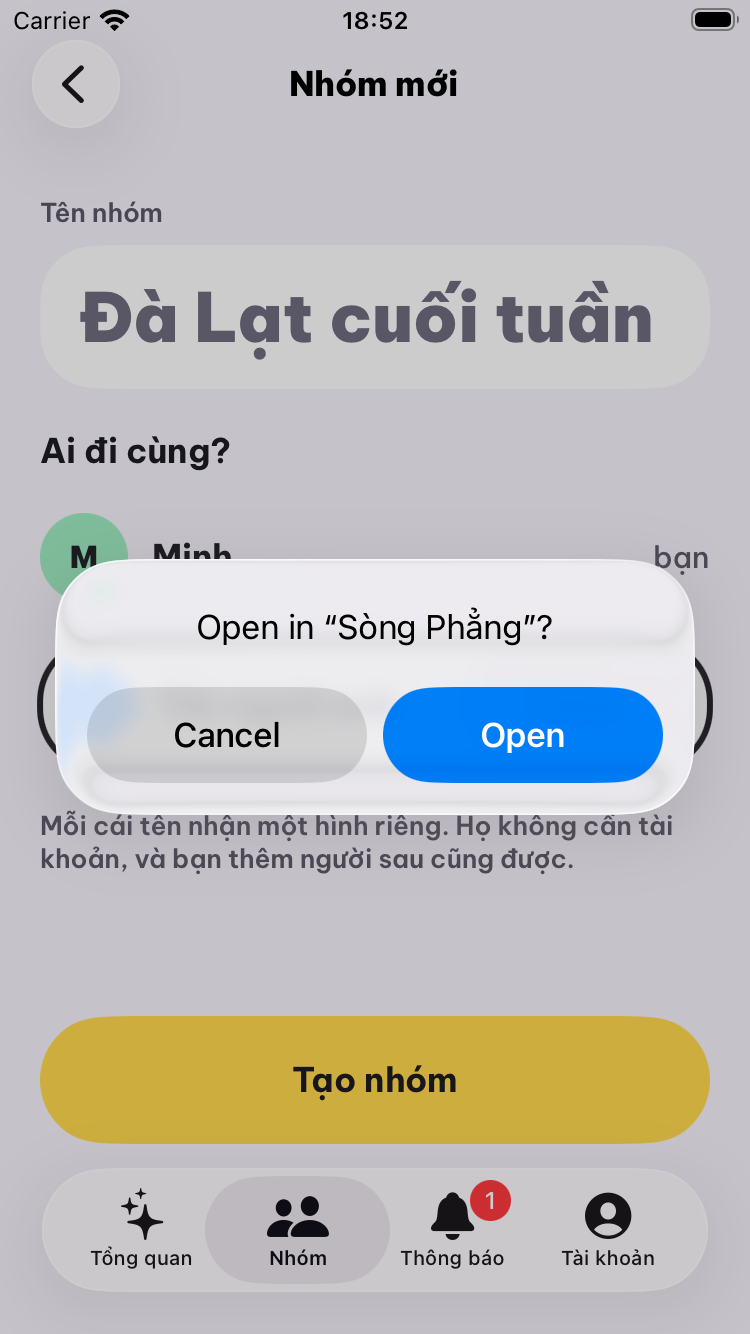 Carrier
18:52
Nhóm mới
Tên nhóm
Đà Lạt cuối tuần
Ai đi cùng?
M
Minh
bạn
Open in “Sòng Phẳng”?
Cancel
Open
Mỗi cái tên nhận một hình riêng. Họ không cần tài
khoản, và bạn thêm người sau cũng được.
Tạo nhóm
1
Tổng quan
Nhóm
Thông báo
Tài khoản